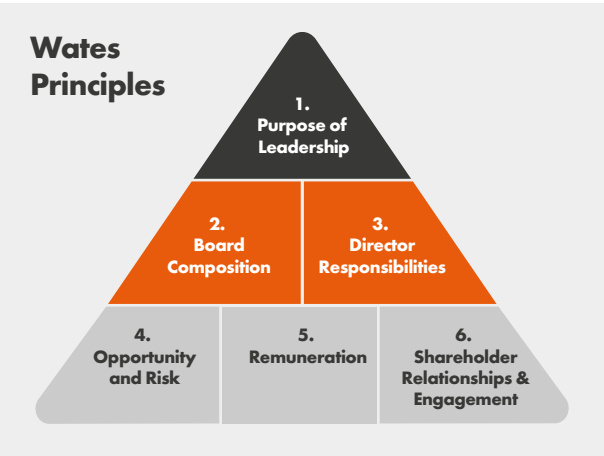 Wates
Principles
1.
Purpose of
Leadership
2.
Board
Composition
3.
Director
Responsibilities
4.
Opportunity
and Risk
5.
Remuneration
6.
Shareholder
Relationships &
Engagement